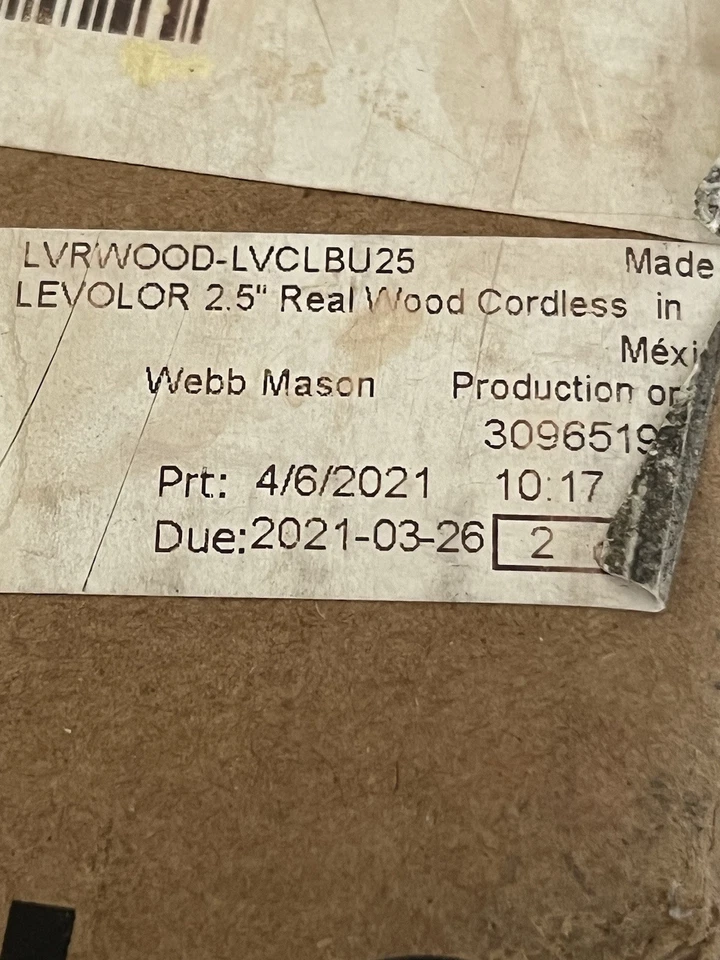 LVRWOOD-LVCLBU25 Made
LEVOLOR 2.5" Real Wood Cordless in
Webb Mason Production
Prt: 4/6/2021 10:17
Due:2021-03-26 2